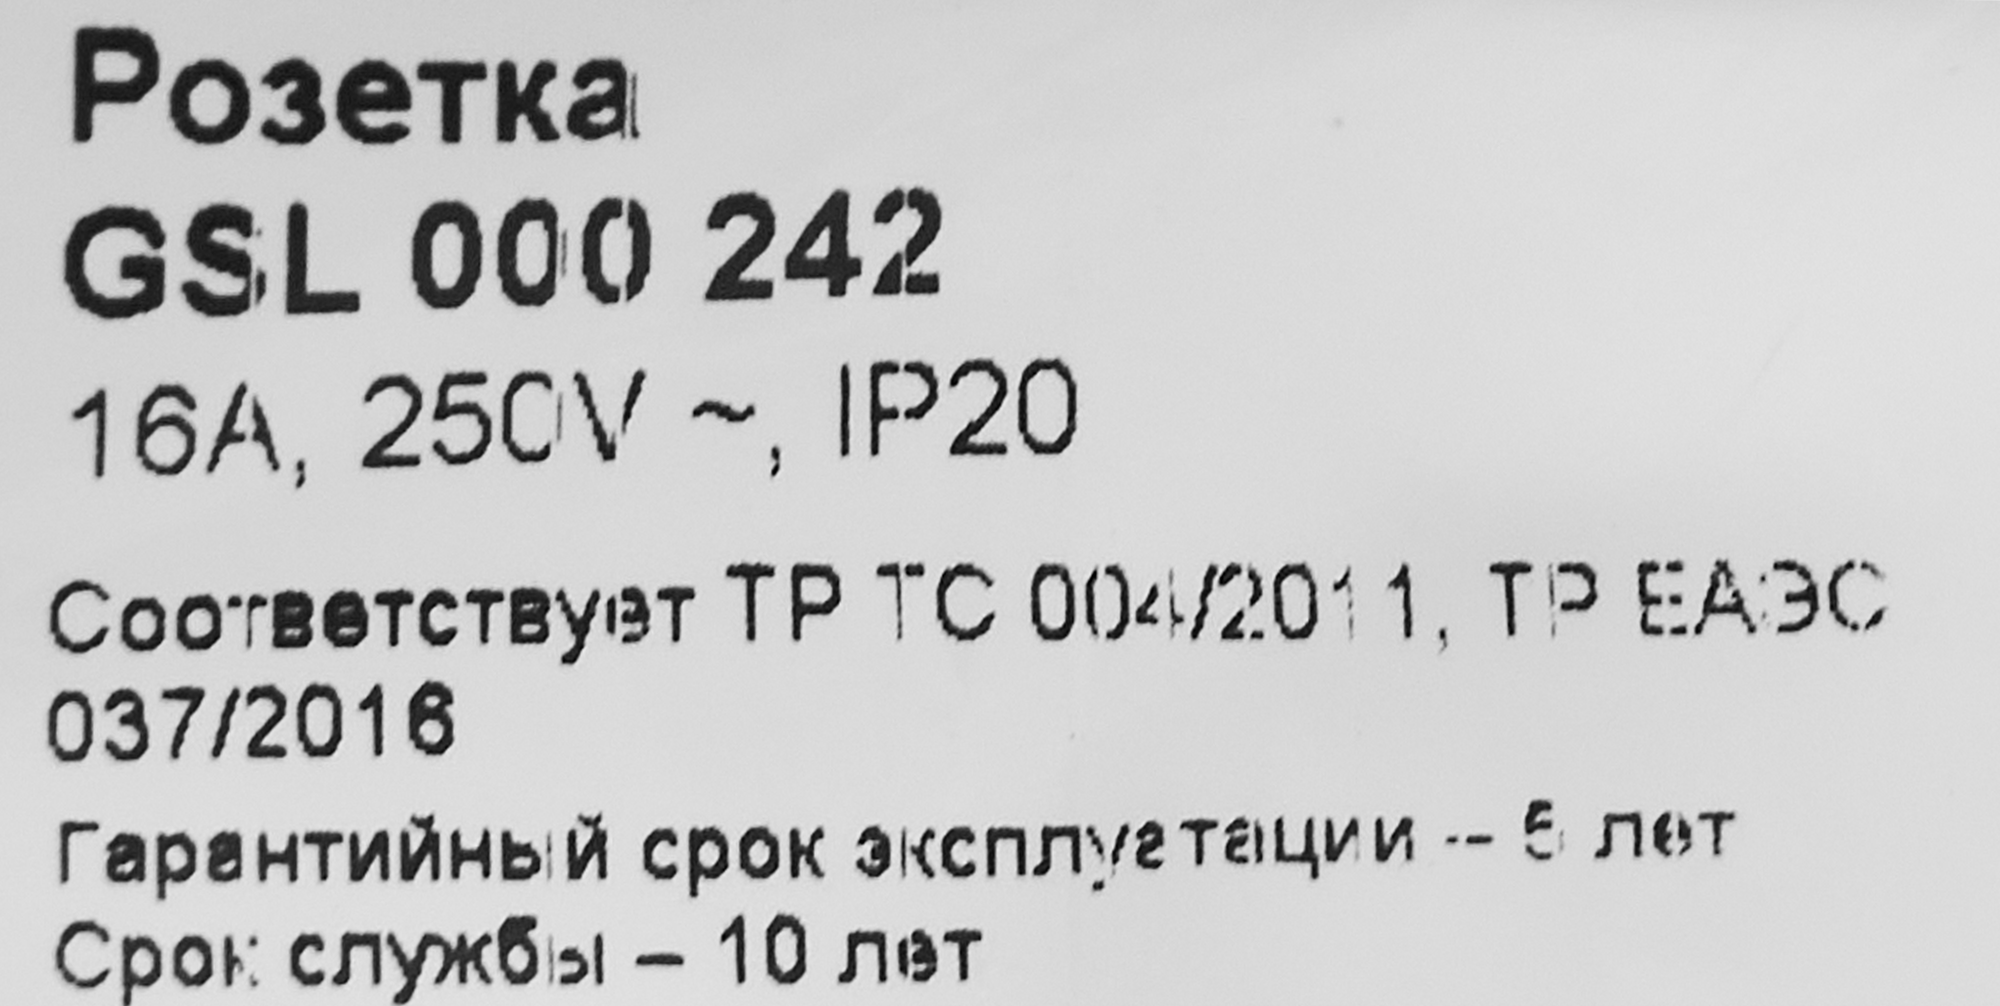 Розетка
GSL 000 242
16A, 250V ~, IP20
Соответствует ТР ТС 004/2011, ТР ЕАЭС
037/2016
Гарантийный срок эксплуатации -- 5 лет
Срок службы – 10 лет